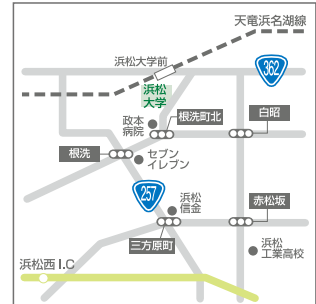 天竜浜名湖線
浜松大学前
362
浜松
大学
政本
病院
根洗町北
白昭
根洗
セブン
イレブン
257
浜松
信金
赤松坂
三方原町
浜松
工業高校
浜松西I.C